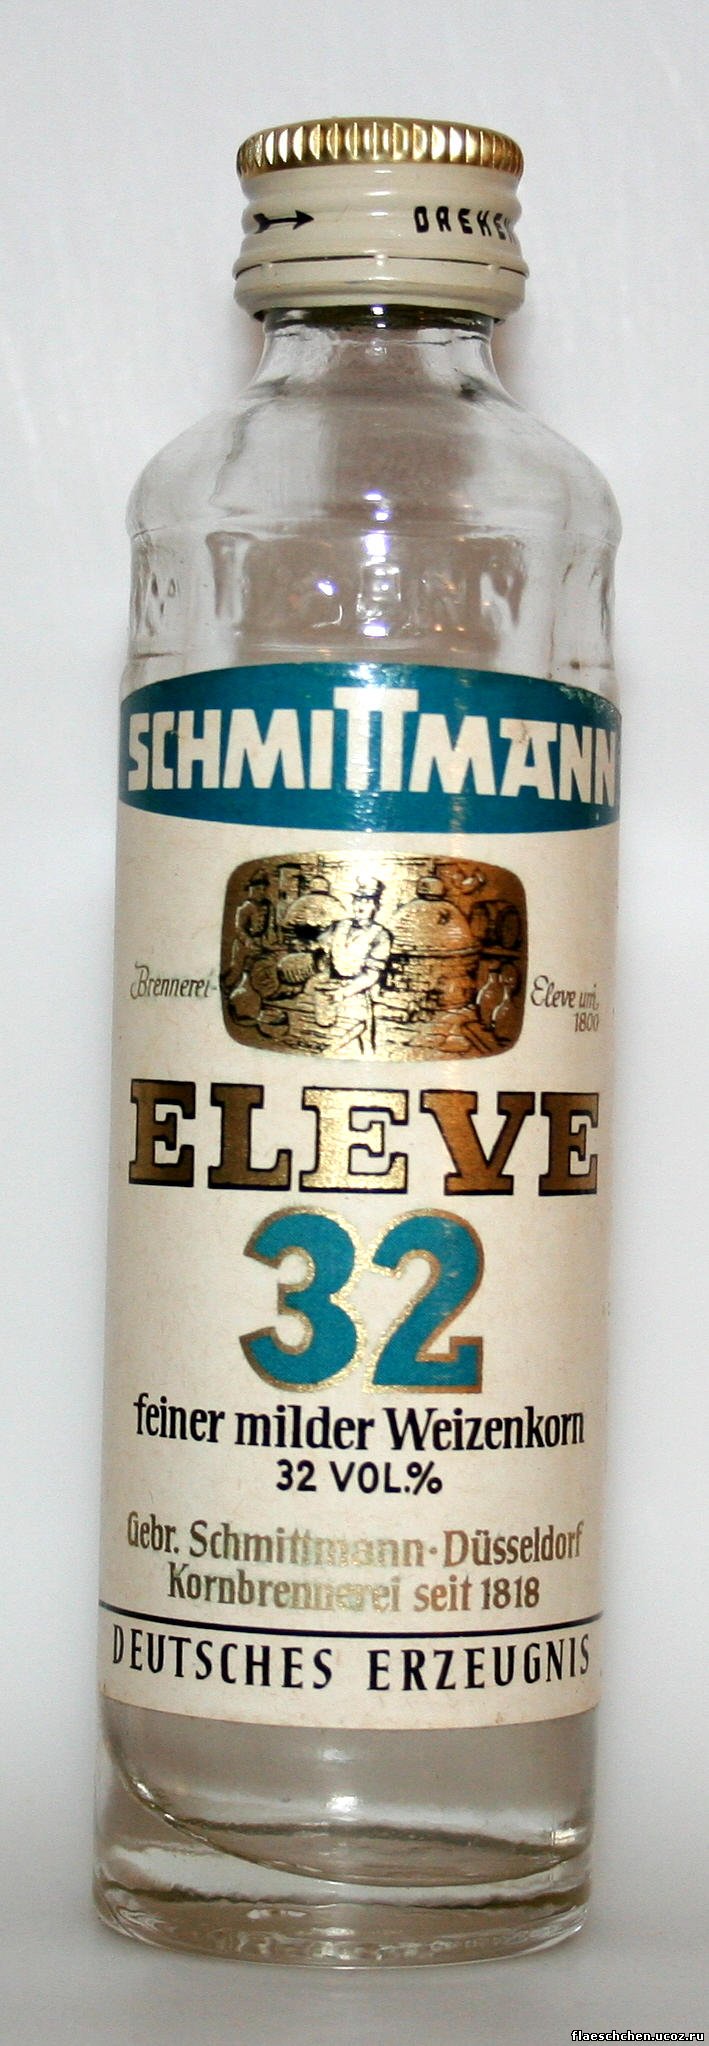 DREHEN
SCHMITTMANN
Brennerei- Eleve um
1800
ELEVE
32
feiner milder Weizenkorn
32 VOL.%
Gebr. Schmittmann · Düsseldorf
Kornbrennerei seit 1818
DEUTSCHES ERZEUGNIS
flaeschchen.ucoz.ru